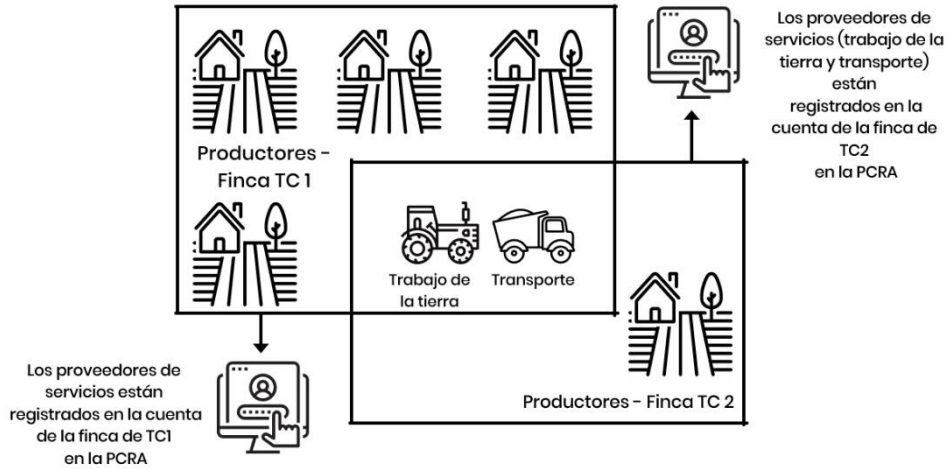 Los proveedores de
servicios (trabajo de la
tierra y transporte)
están
registrados en la
cuenta de la finca de
TC2
en la PCRA
Productores -
Finca TC 1
Trabajo de
la tierra
Transporte
Productores - Finca TC 2
Los proveedores de
servicios están
registrados en la cuenta
de la finca de TC1
en la PCRA